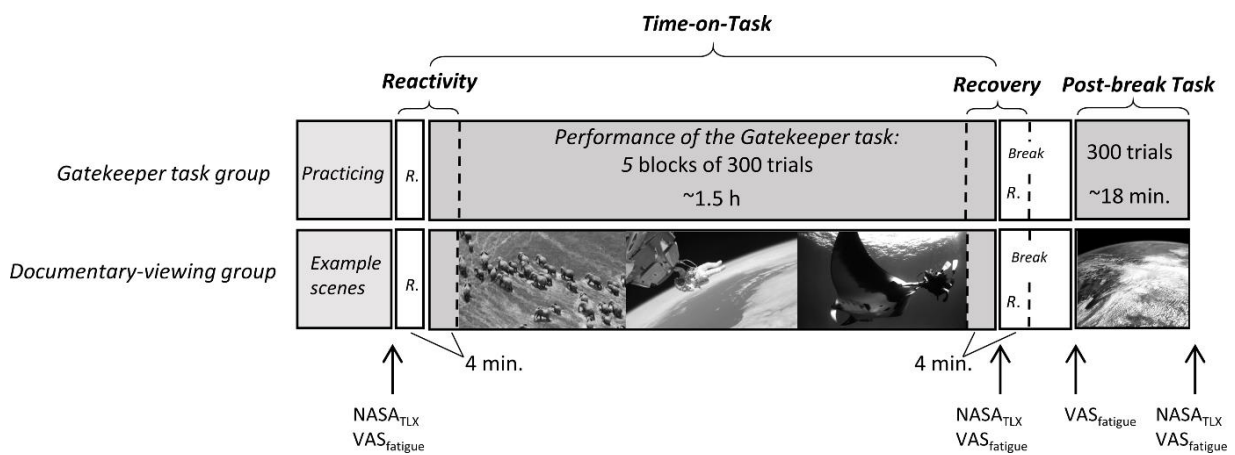 Time-on-Task
Reactivity
Recovery
Post-break Task
Gatekeeper task group
Practicing
R.
Performance of the Gatekeeper task:
5 blocks of 300 trials
~1.5 h
Break
R.
300 trials
~18 min.
Documentary-viewing group
Example
scenes
R.
Break
R.
4 min.
4 min.
NASATLX
VASfatigue
NASATLX
VASfatigue
VASfatigue
NASATLX
VASfatigue